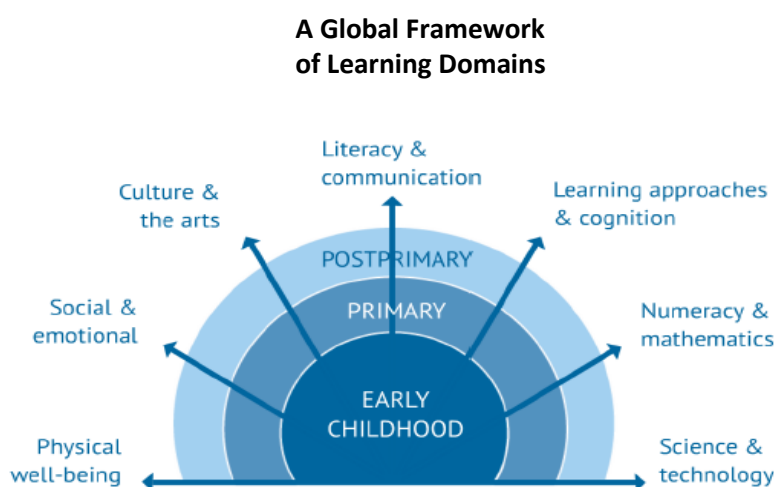 A Global Framework
of Learning Domains
Literacy &
communication
Culture &
the arts
Learning approaches
& cognition
POSTPRIMARY
Social &
emotional
PRIMARY
Numeracy &
mathematics
EARLY
CHILDHOOD
Physical
well-being
Science &
technology